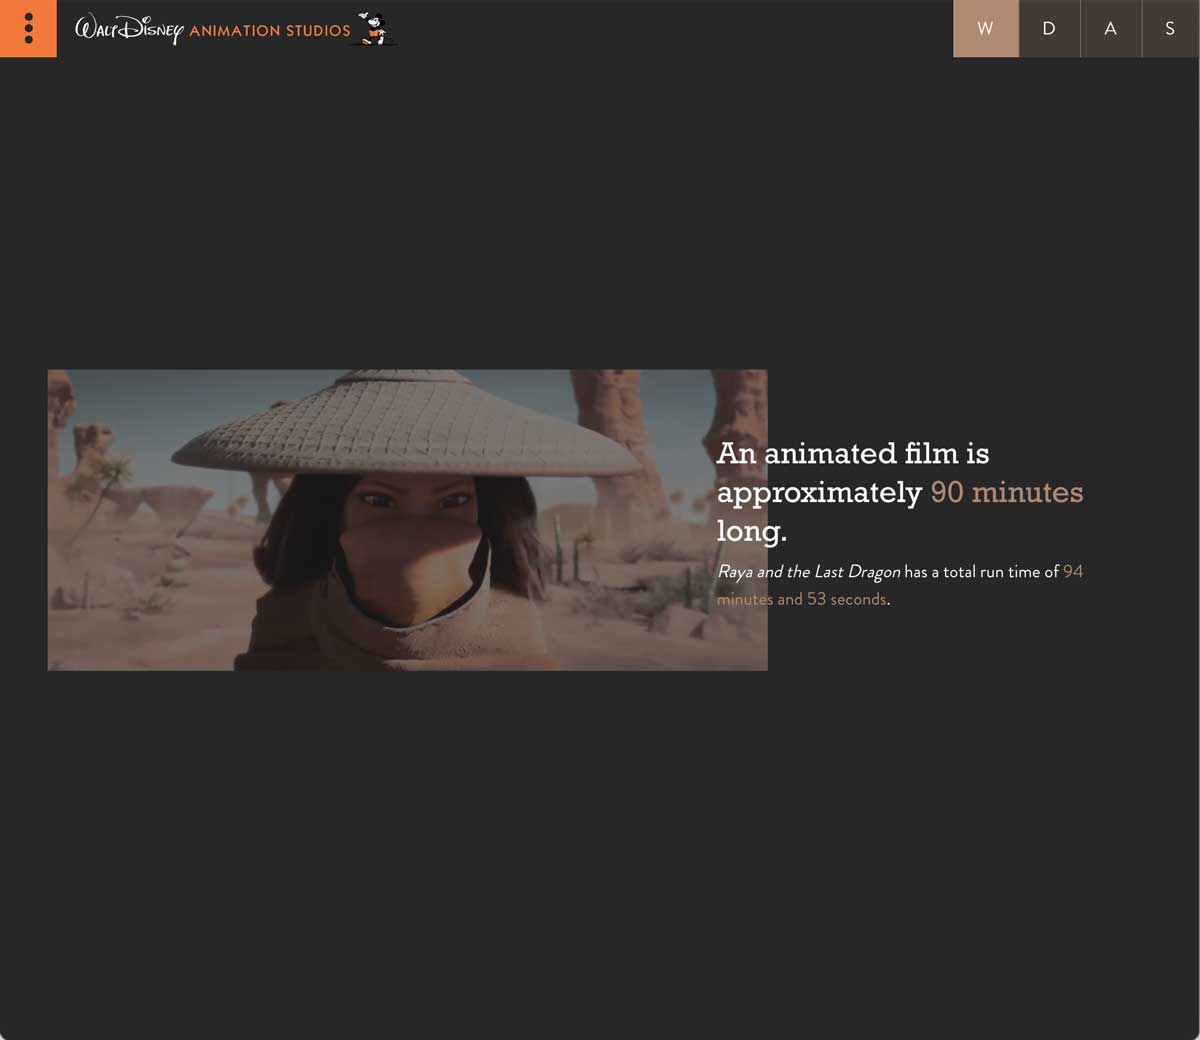 WALT DISNEY ANIMATION STUDIOS
W D A S
An animated film is
approximately 90 minutes
long.
Raya and the Last Dragon has a total run time of 94
minutes and 53 seconds.